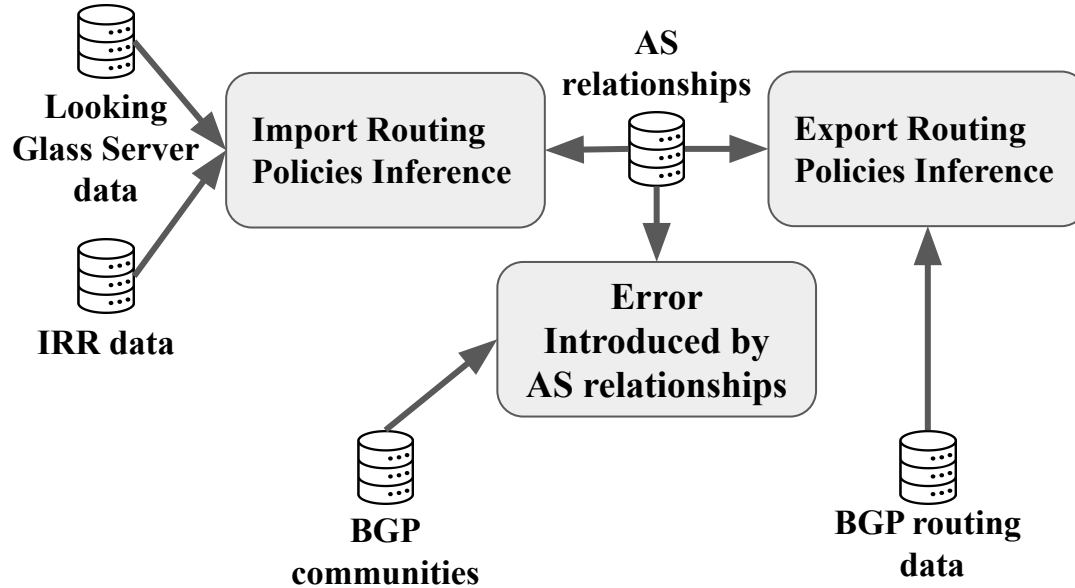 AS
relationships
Looking
Glass Server
data
Import Routing
Policies Inference
Export Routing
Policies Inference
IRR data
Error
Introduced by
AS relationships
BGP
communities
BGP routing
data